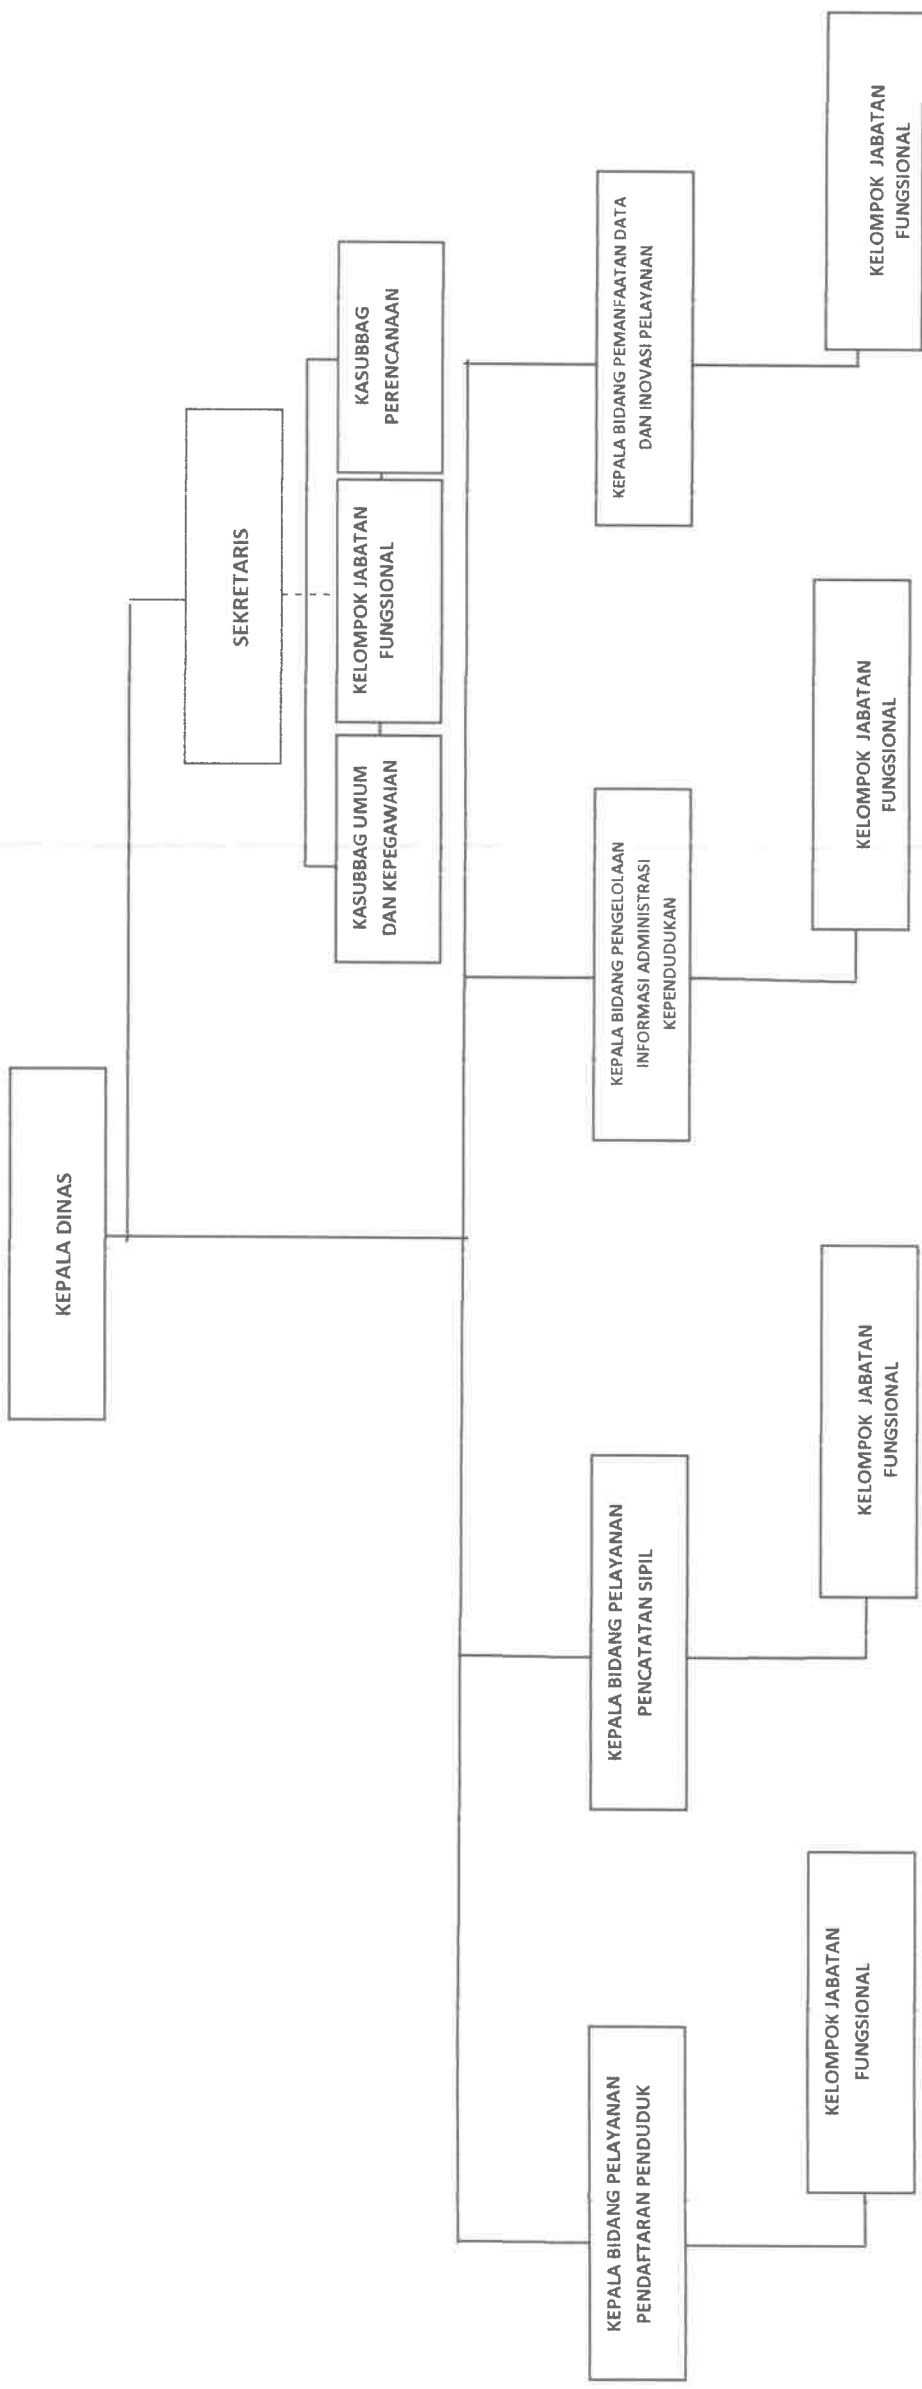 KEPALA DINAS
SEKRETARIS
KASUBBAG UMUM
DAN KEPEGAWAIAN
KELOMPOK JABATAN
FUNGSIONAL
KASUBBAG
PERENCANAAN
KEPALA BIDANG PELAYANAN
PENDAFTARAN PENDUDUK
KEPALA BIDANG PELAYANAN
PENCATATAN SIPIL
KEPALA BIDANG PENGELOLAAN
INFORMASI ADMINISTRASI
KEPENDUDUKAN
KEPALA BIDANG PEMANFAATAN DATA
DAN INOVASI PELAYANAN
KELOMPOK JABATAN
FUNGSIONAL
KELOMPOK JABATAN
FUNGSIONAL
KELOMPOK JABATAN
FUNGSIONAL
KELOMPOK JABATAN
FUNGSIONAL